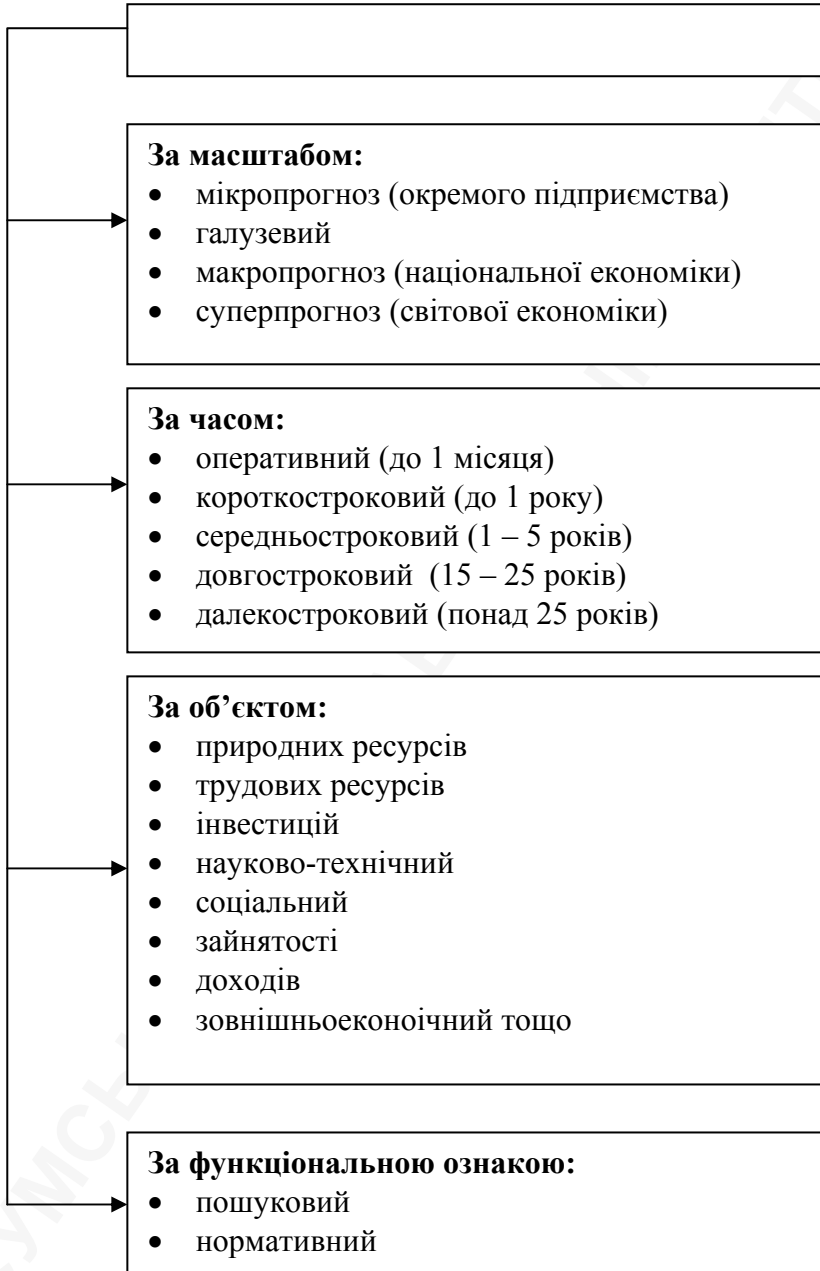 За масштабом:
• мікропрогноз (окремого підприємства)
• галузевий
• макропрогноз (національної економіки)
• суперпрогноз (світової економіки)
За часом:
• оперативний (до 1 місяця)
• короткостроковий (до 1 року)
• середньостроковий (1 – 5 років)
• довгостроковий (15 – 25 років)
• далекостроковий (понад 25 років)
За об’єктом:
• природних ресурсів
• трудових ресурсів
• інвестицій
• науково-технічний
• соціальний
• зайнятості
• доходів
• зовнішньоеконоічний тощо
За функціональною ознакою:
• пошуковий
• нормативний